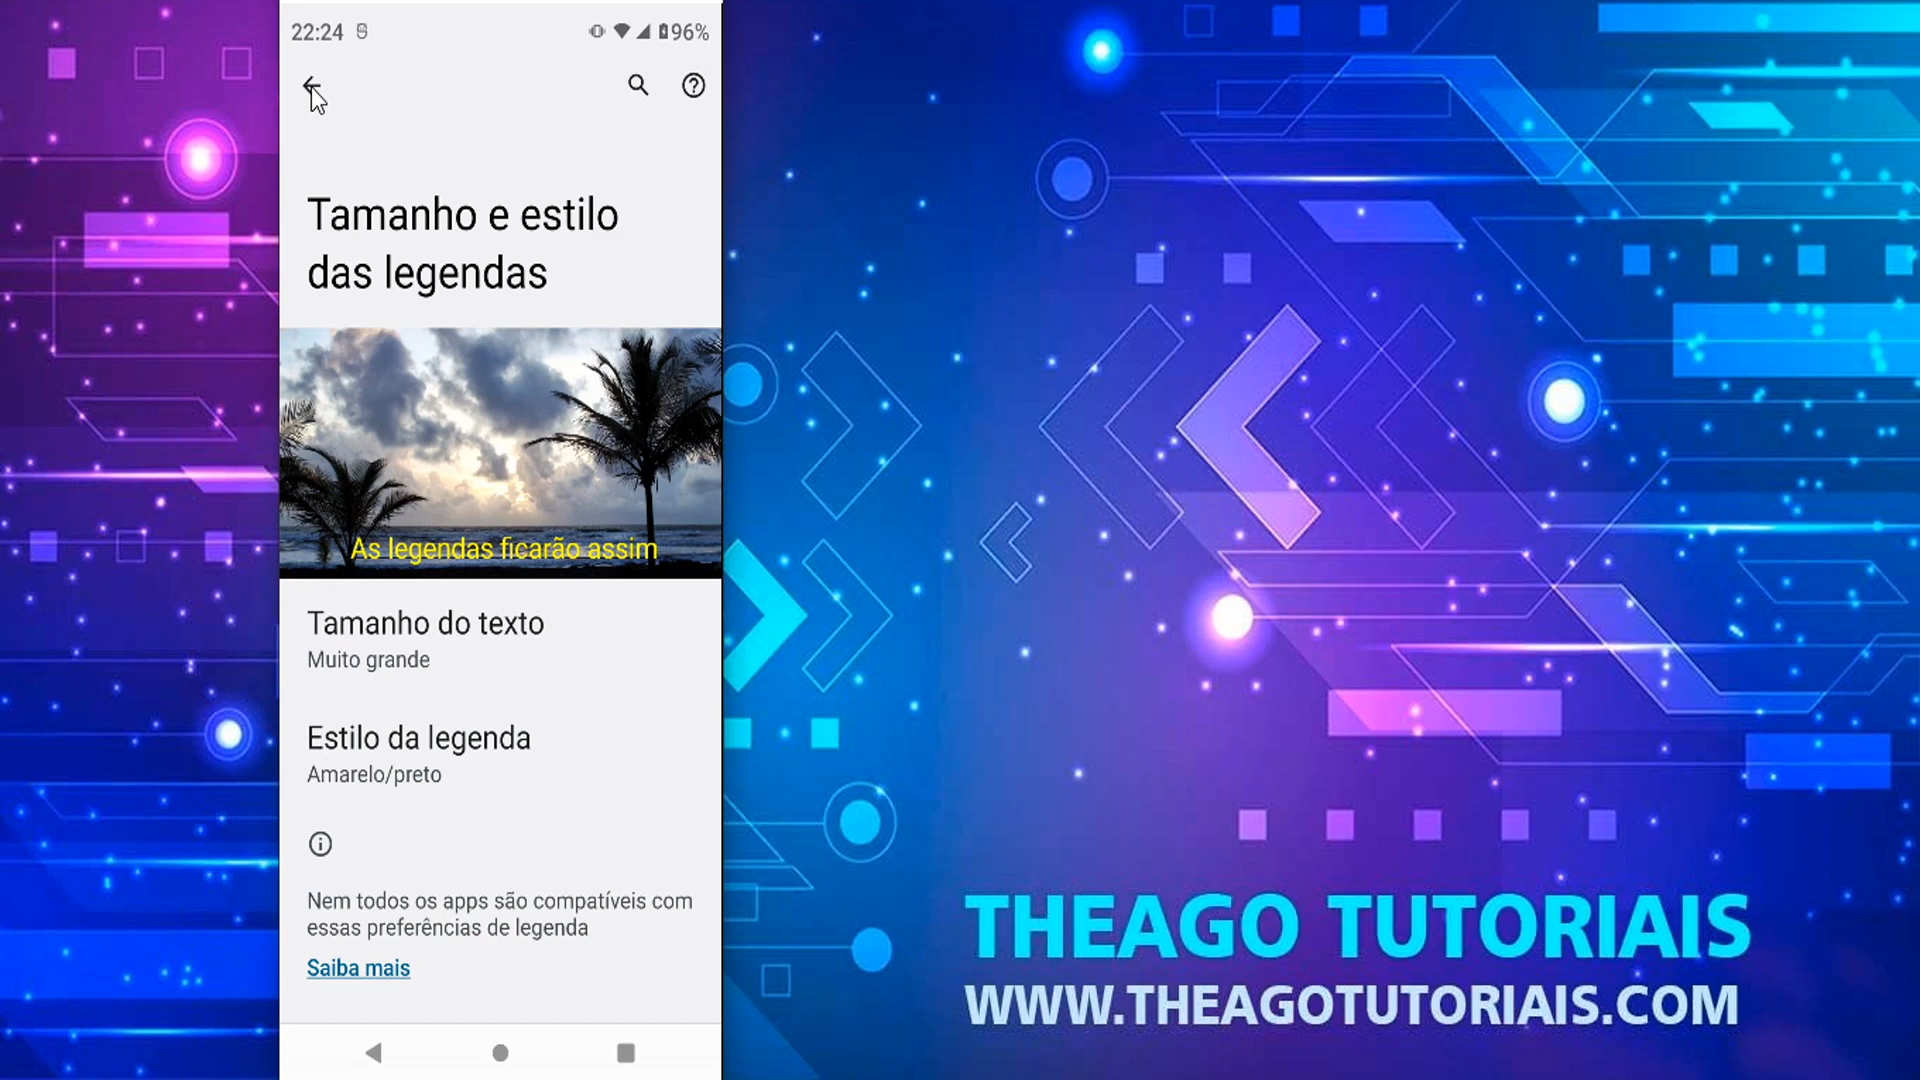 22:24
96%
Tamanho e estilo
das legendas
As legendas ficarão assim
Tamanho do texto
Muito grande
Estilo da legenda
Amarelo/preto
Nem todos os apps são compatíveis com
essas preferências de legenda
Saiba mais
THEAGO TUTORIAIS
WWW.THEAGOTUTORIAIS.COM